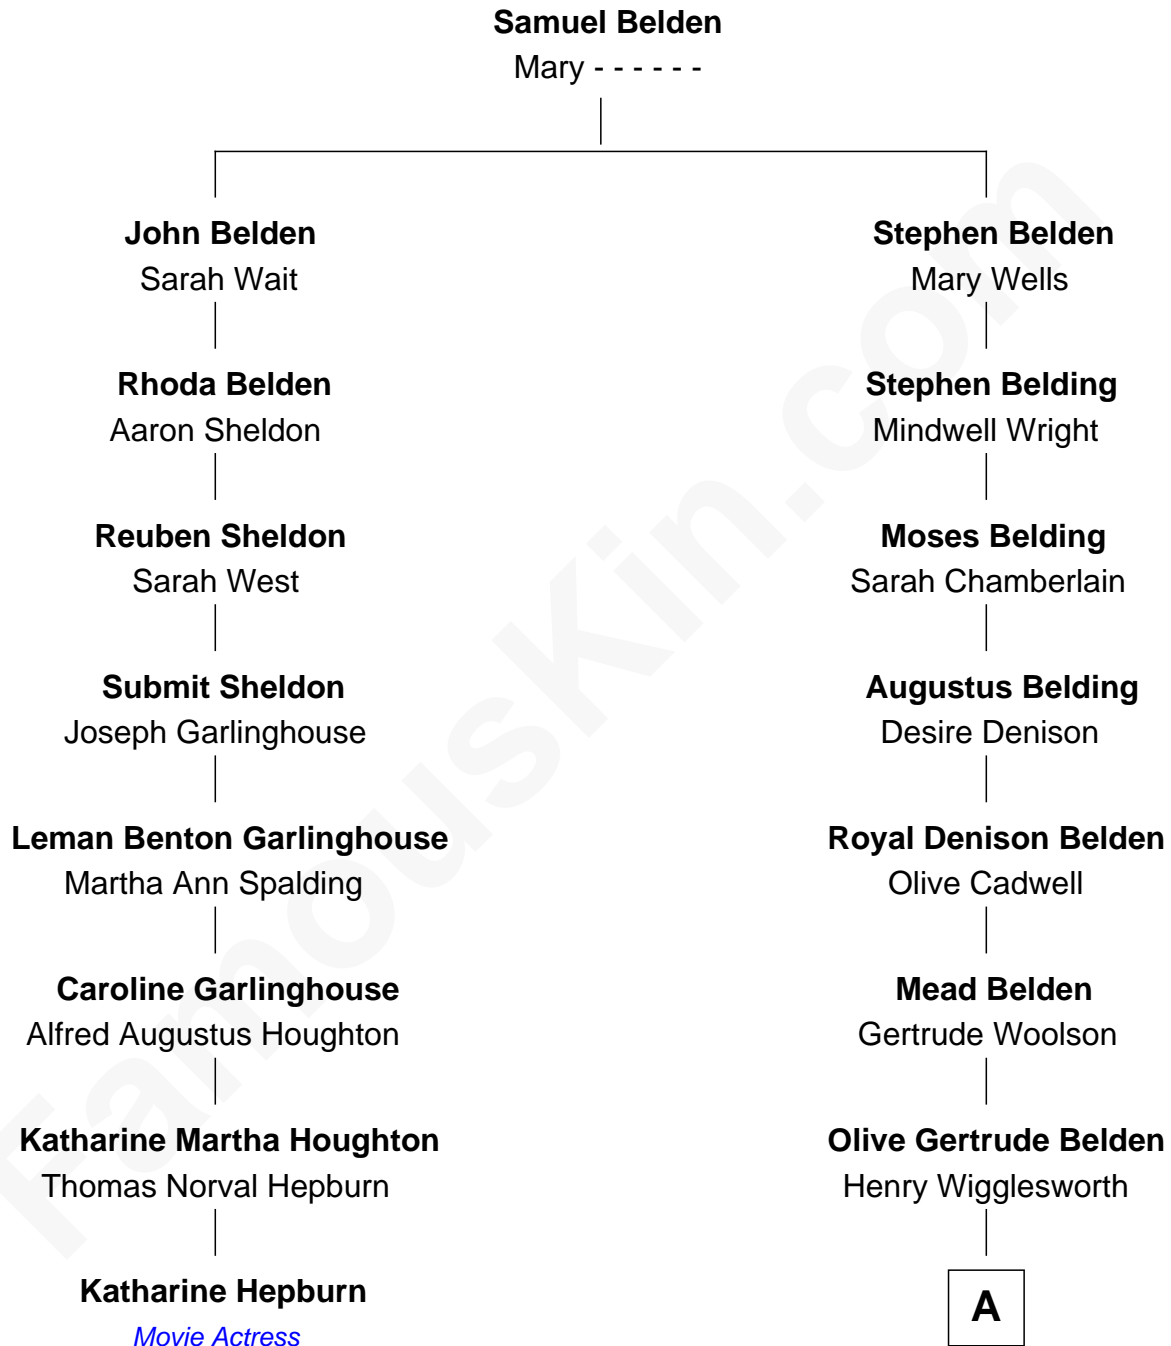 Samuel Belden
Mary - - - - - -
John Belden
Sarah Wait
Stephen Belden
Mary Wells
Rhoda Belden
Aaron Sheldon
Stephen Belding
Mindwell Wright
Reuben Sheldon
Sarah West
Moses Belding
Sarah Chamberlain
Submit Sheldon
Joseph Garlinghouse
Augustus Belding
Desire Denison
Leman Benton Garlinghouse
Martha Ann Spalding
Royal Denison Belden
Olive Cadwell
Caroline Garlinghouse
Alfred Augustus Houghton
Mead Belden
Gertrude Woolson
Katharine Martha Houghton
Thomas Norval Hepburn
Olive Gertrude Belden
Henry Wigglesworth
Katharine Hepburn
Movie Actress
A
FamousKin.com